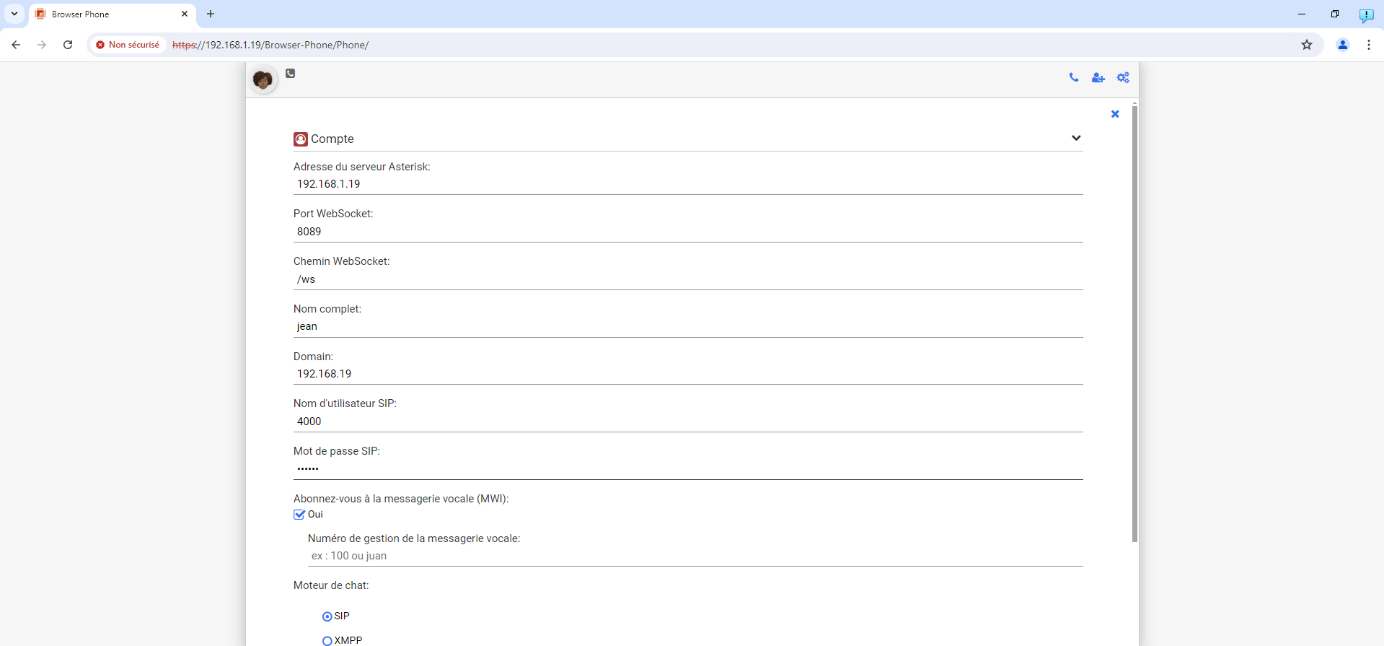 Browser Phone
Non sécurisé https://192.168.1.19/Browser-Phone/Phone/
Compte
Adresse du serveur Asterisk:
192.168.1.19
Port WebSocket:
8089
Chemin WebSocket:
/ws
Nom complet:
jean
Domain:
192.168.19
Nom d'utilisateur SIP:
4000
Mot de passe SIP:
••••••
Abonnez-vous à la messagerie vocale (MWI):
Oui
Numéro de gestion de la messagerie vocale:
ex : 100 ou juan
Moteur de chat:
SIP
XMPP